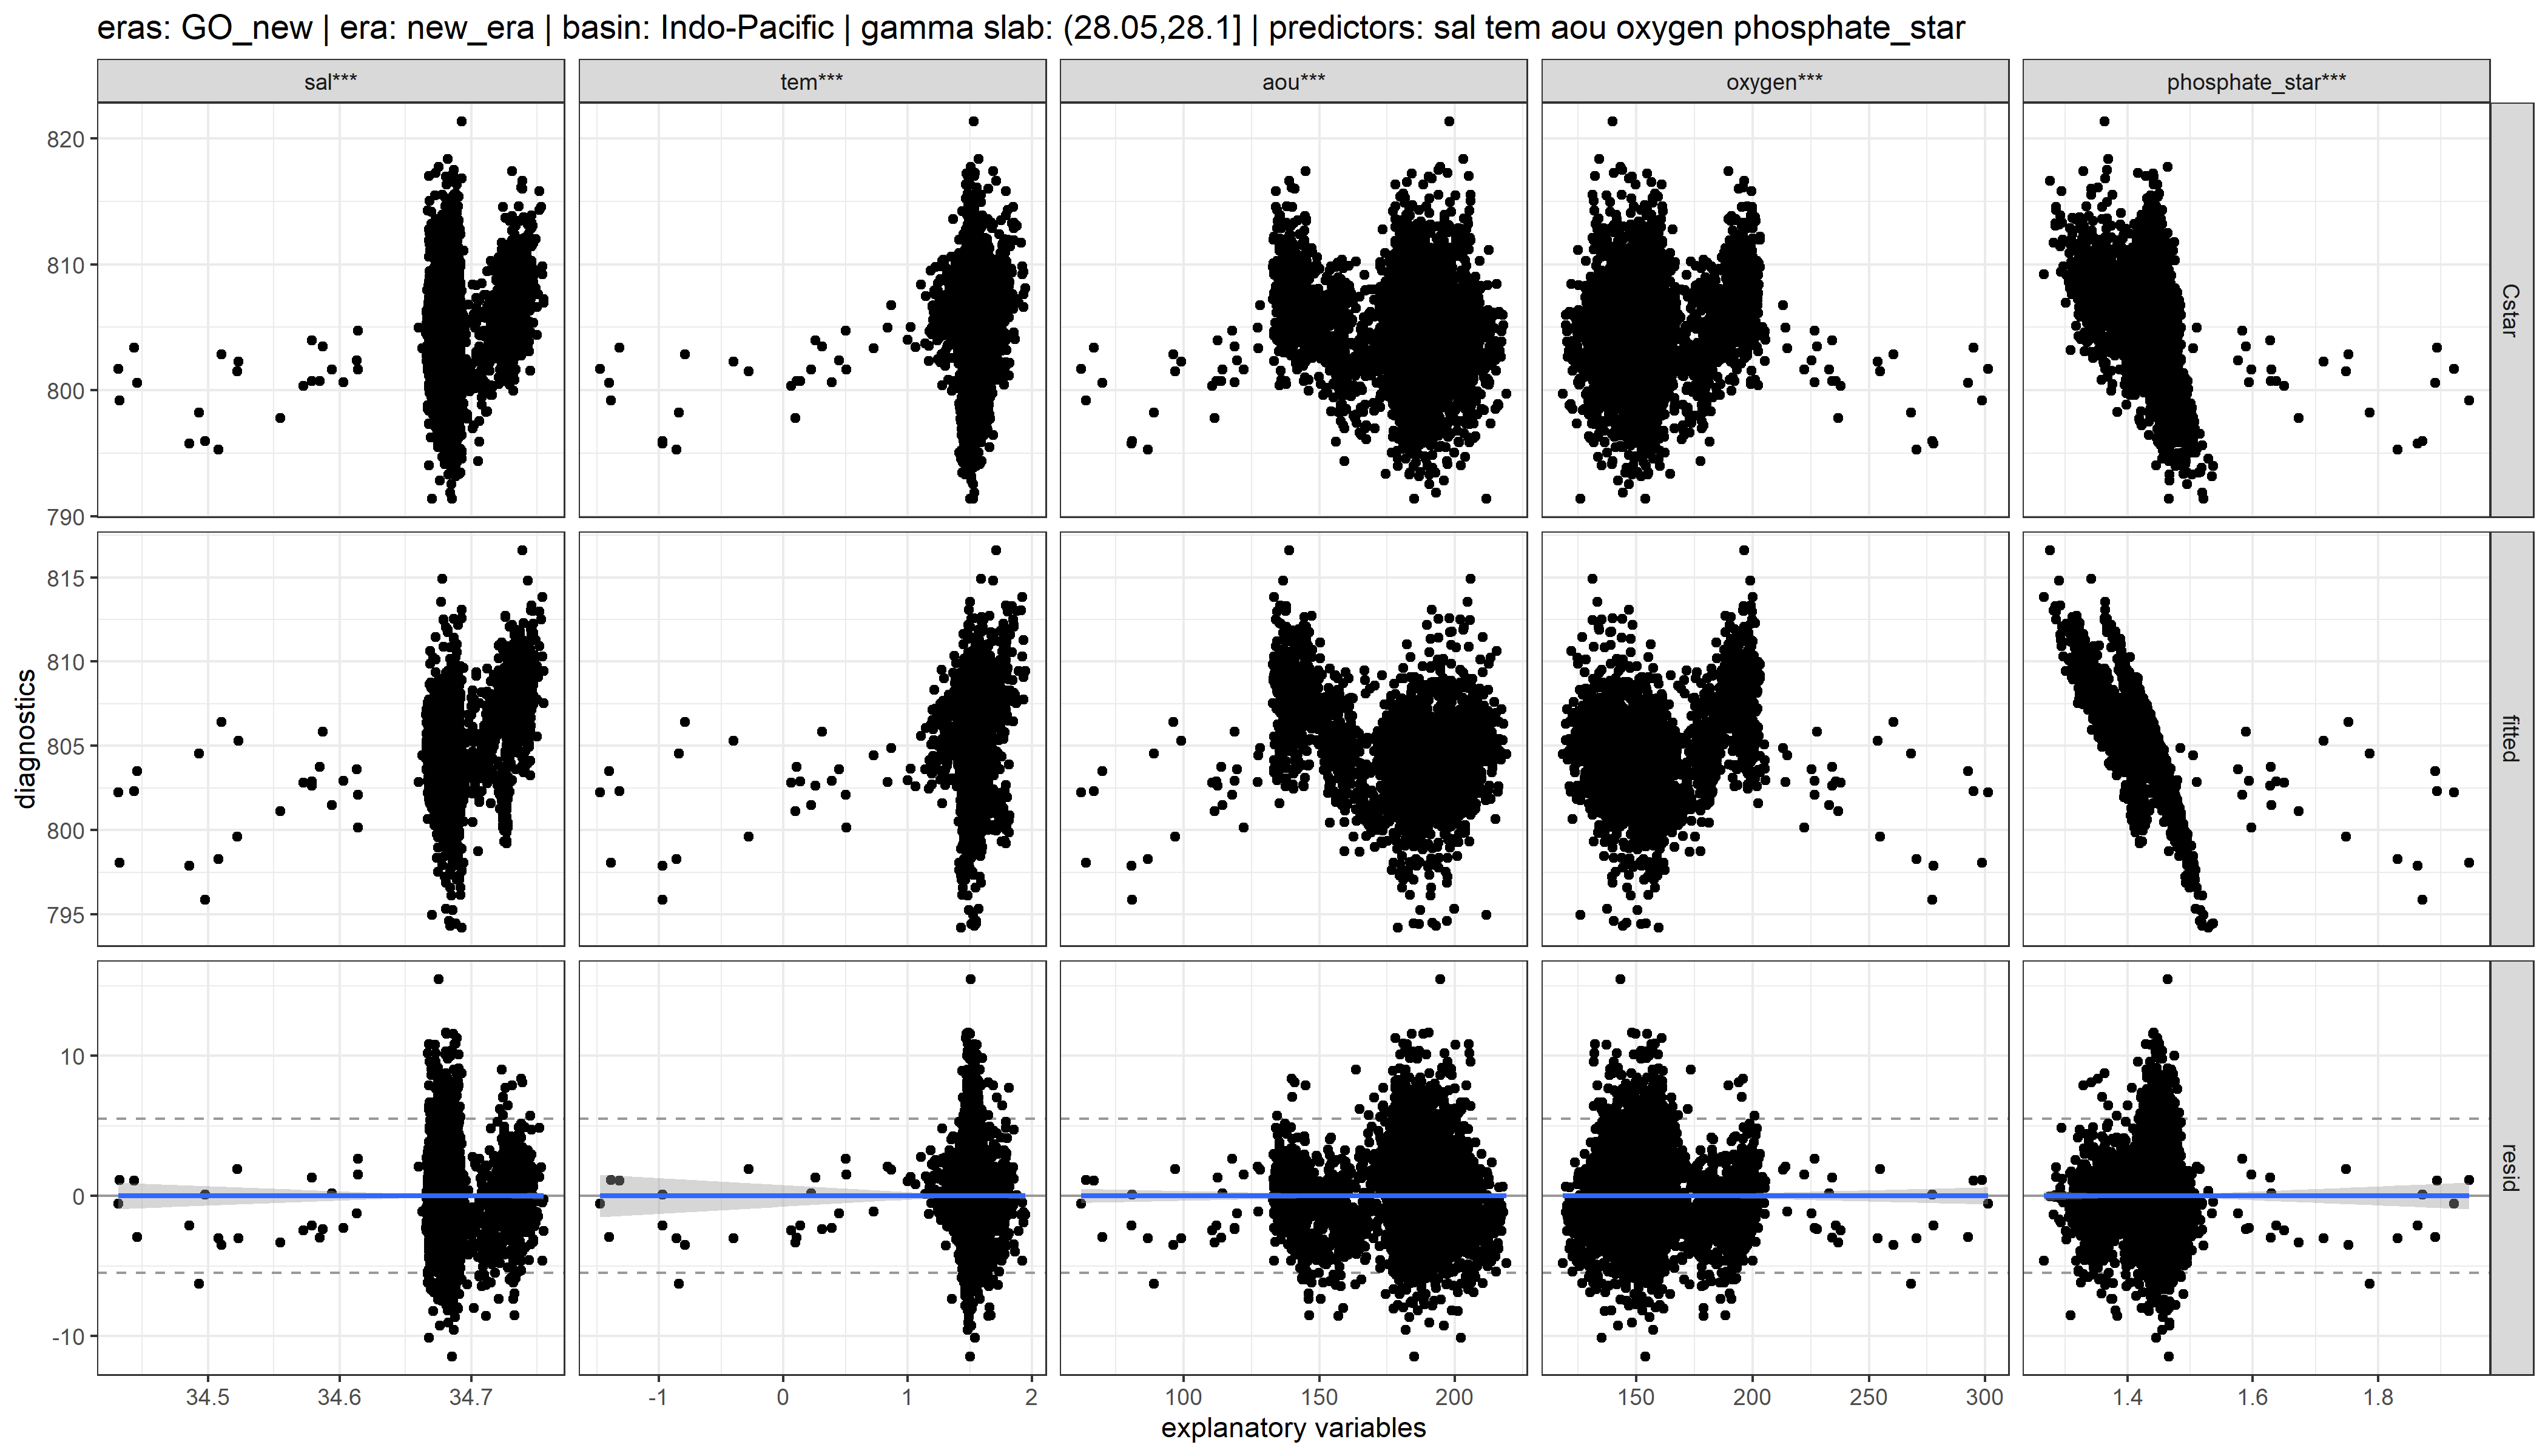 eras: GO_new | era: new_era | basin: Indo-Pacific | gamma slab: (28.05,28.1] | predictors: sal tem aou oxygen phosphate_star
sal*** tem*** aou*** oxygen*** phosphate_star***
820
810
800
790
Cstar
815
810
805
800
795
fitted
diagnostics
10
0
-10
resid
34.5 34.6 34.7 -1 0 1 2 100 150 200 150 200 250 300 1.4 1.6 1.8
explanatory variables